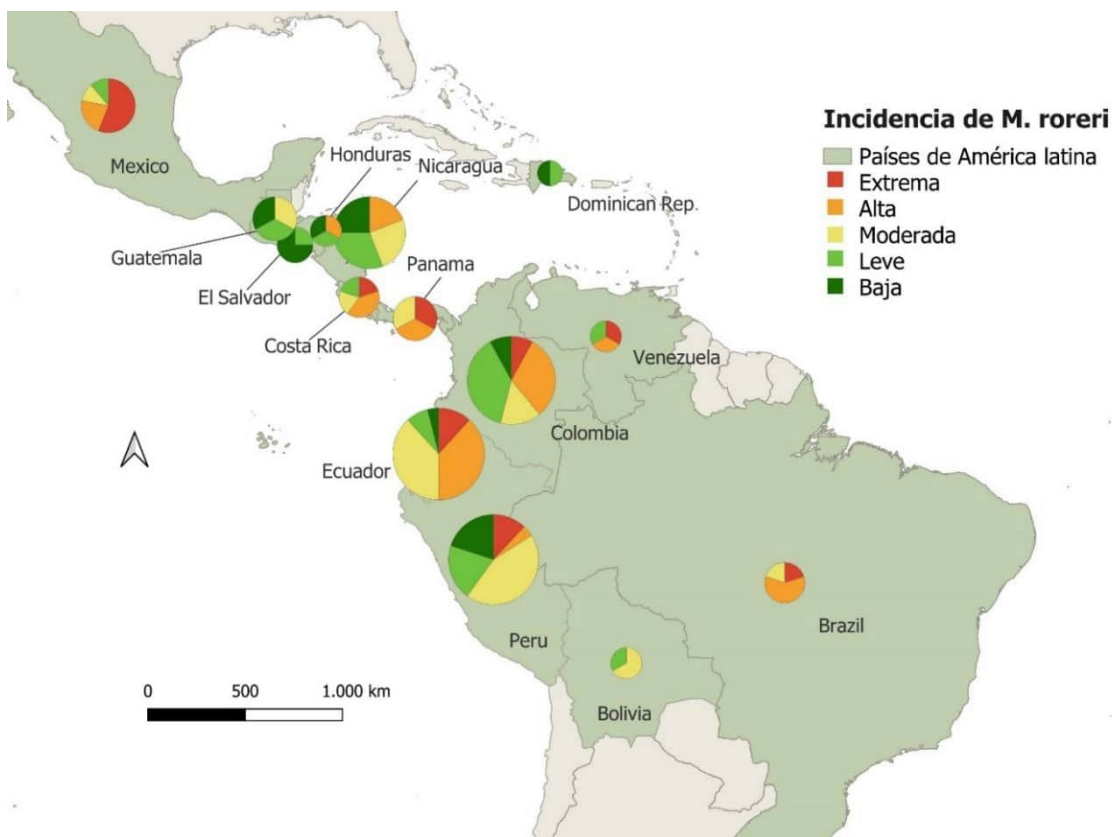 Incidencia de M. roreri
Países de América latina
Extrema
Alta
Moderada
Leve
Baja
Mexico
Honduras
Nicaragua
Dominican Rep.
Guatemala
El Salvador
Panama
Costa Rica
Venezuela
Colombia
Ecuador
Peru
Brazil
Bolivia
0 500 1.000 km